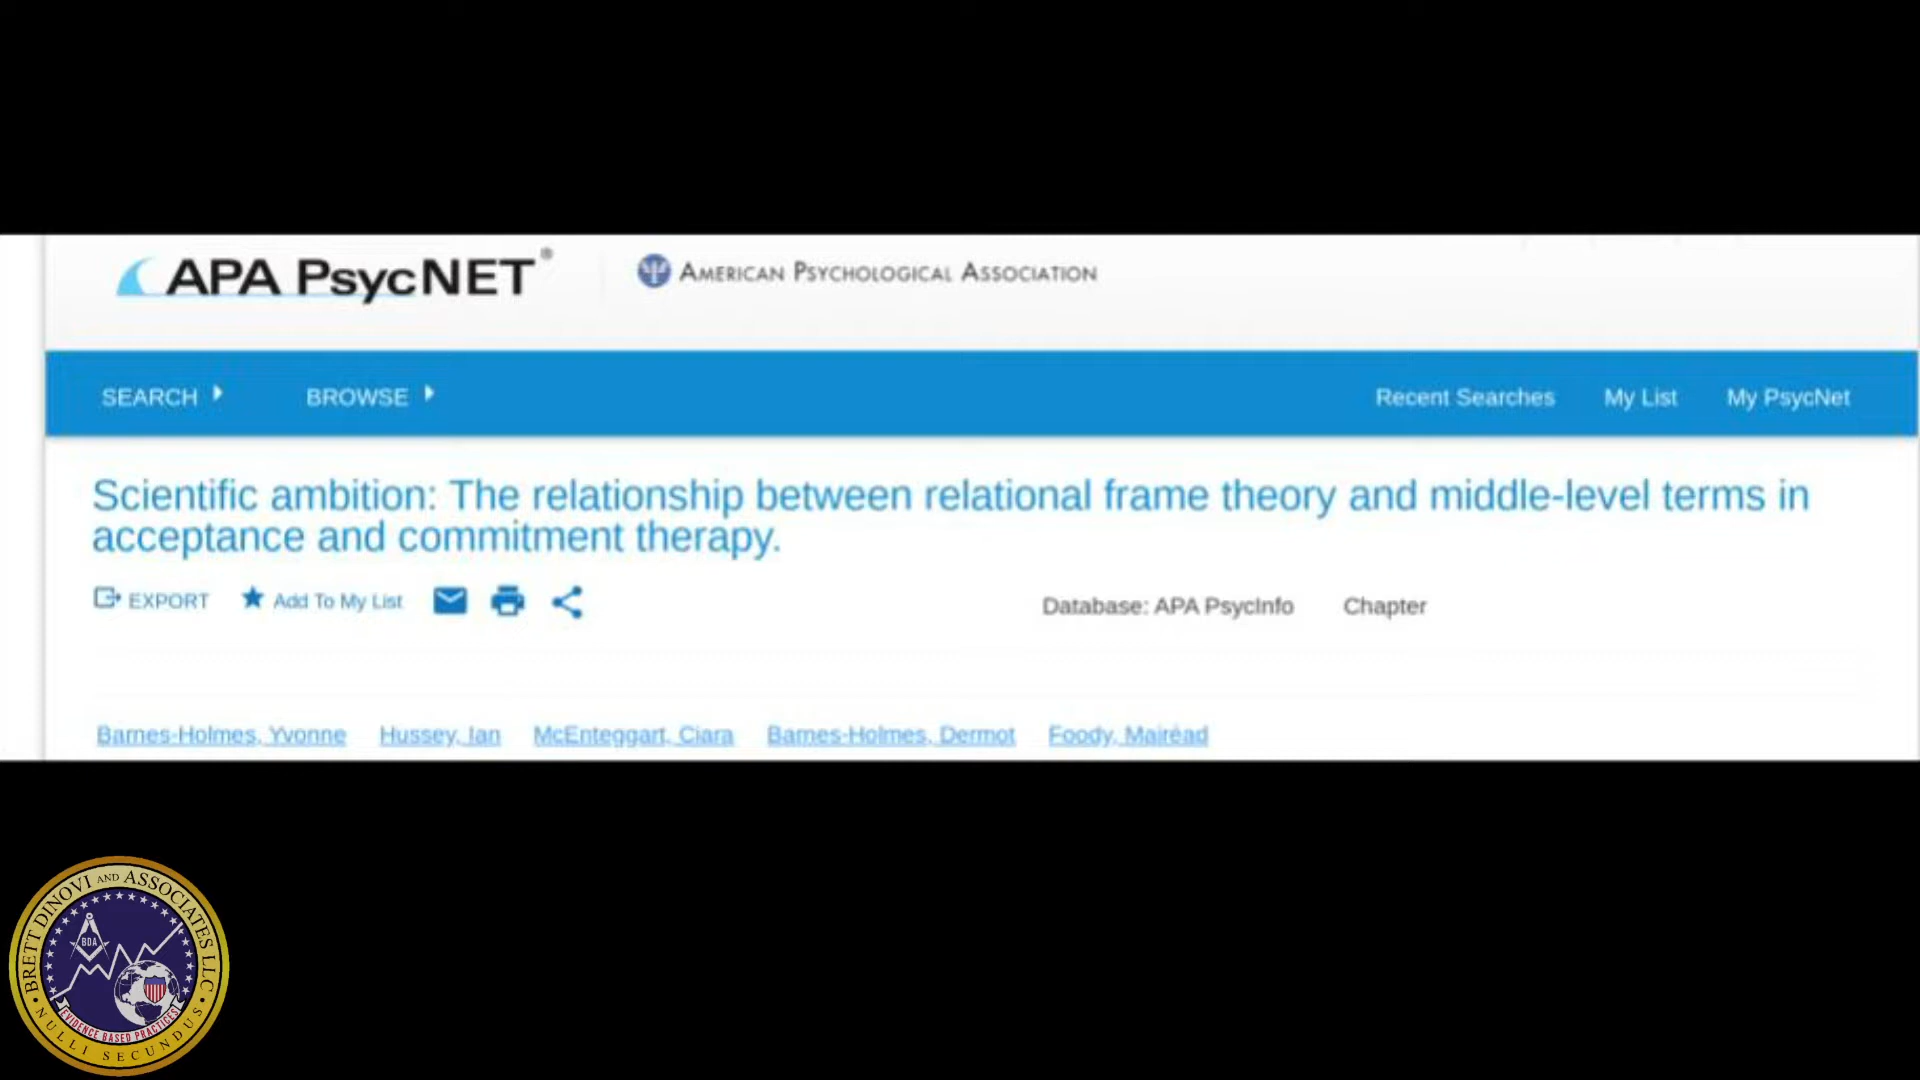 APA PsycNET®
AMERICAN PSYCHOLOGICAL ASSOCIATION
SEARCH
BROWSE
Recent Searches
My List
My PsycNet
Scientific ambition: The relationship between relational frame theory and middle-level terms in
acceptance and commitment therapy.
EXPORT
Add To My List
Database: APA PsycInfo
Chapter
Barnes-Holmes, Yvonne
Hussey, Ian
McEnteggart, Ciara
Barnes-Holmes, Dermot
Foody, Mairéad
BRETT DINOVI AND ASSOCIATES LLC
BDA
EVIDENCE BASED PRACTICES
NULLI SECUNDUS